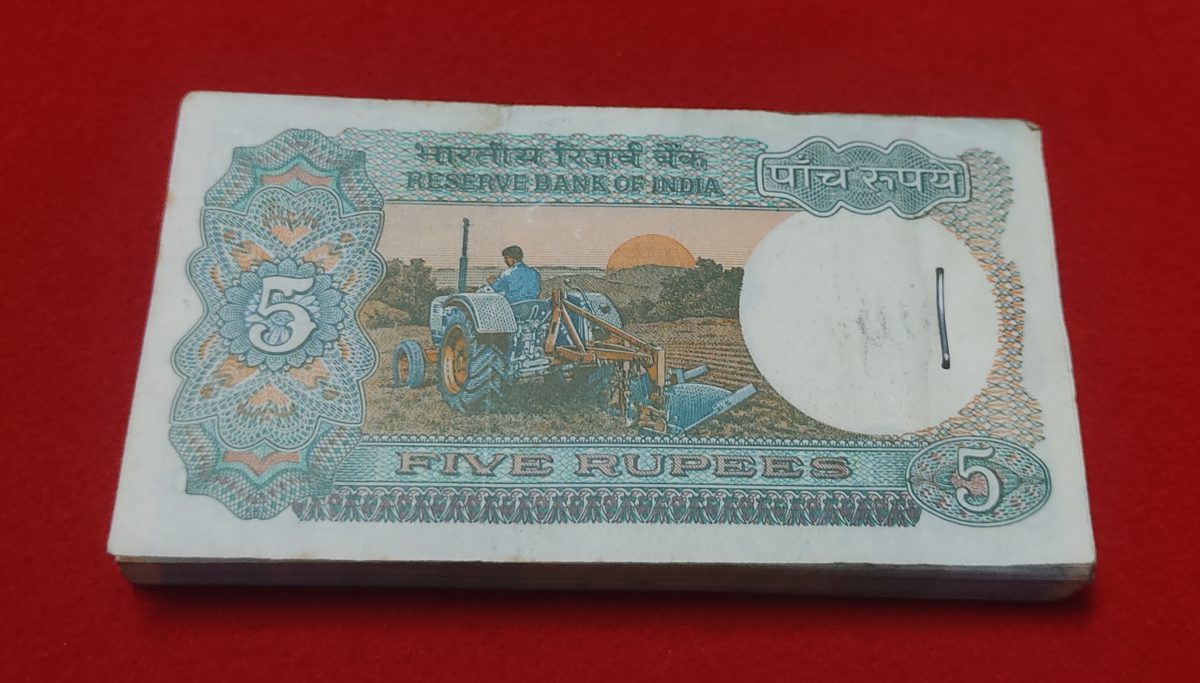 भारतीय रिज़र्व बैंक
RESERVE BANK OF INDIA
पाँच रुपये
5
FIVE RUPEES
5